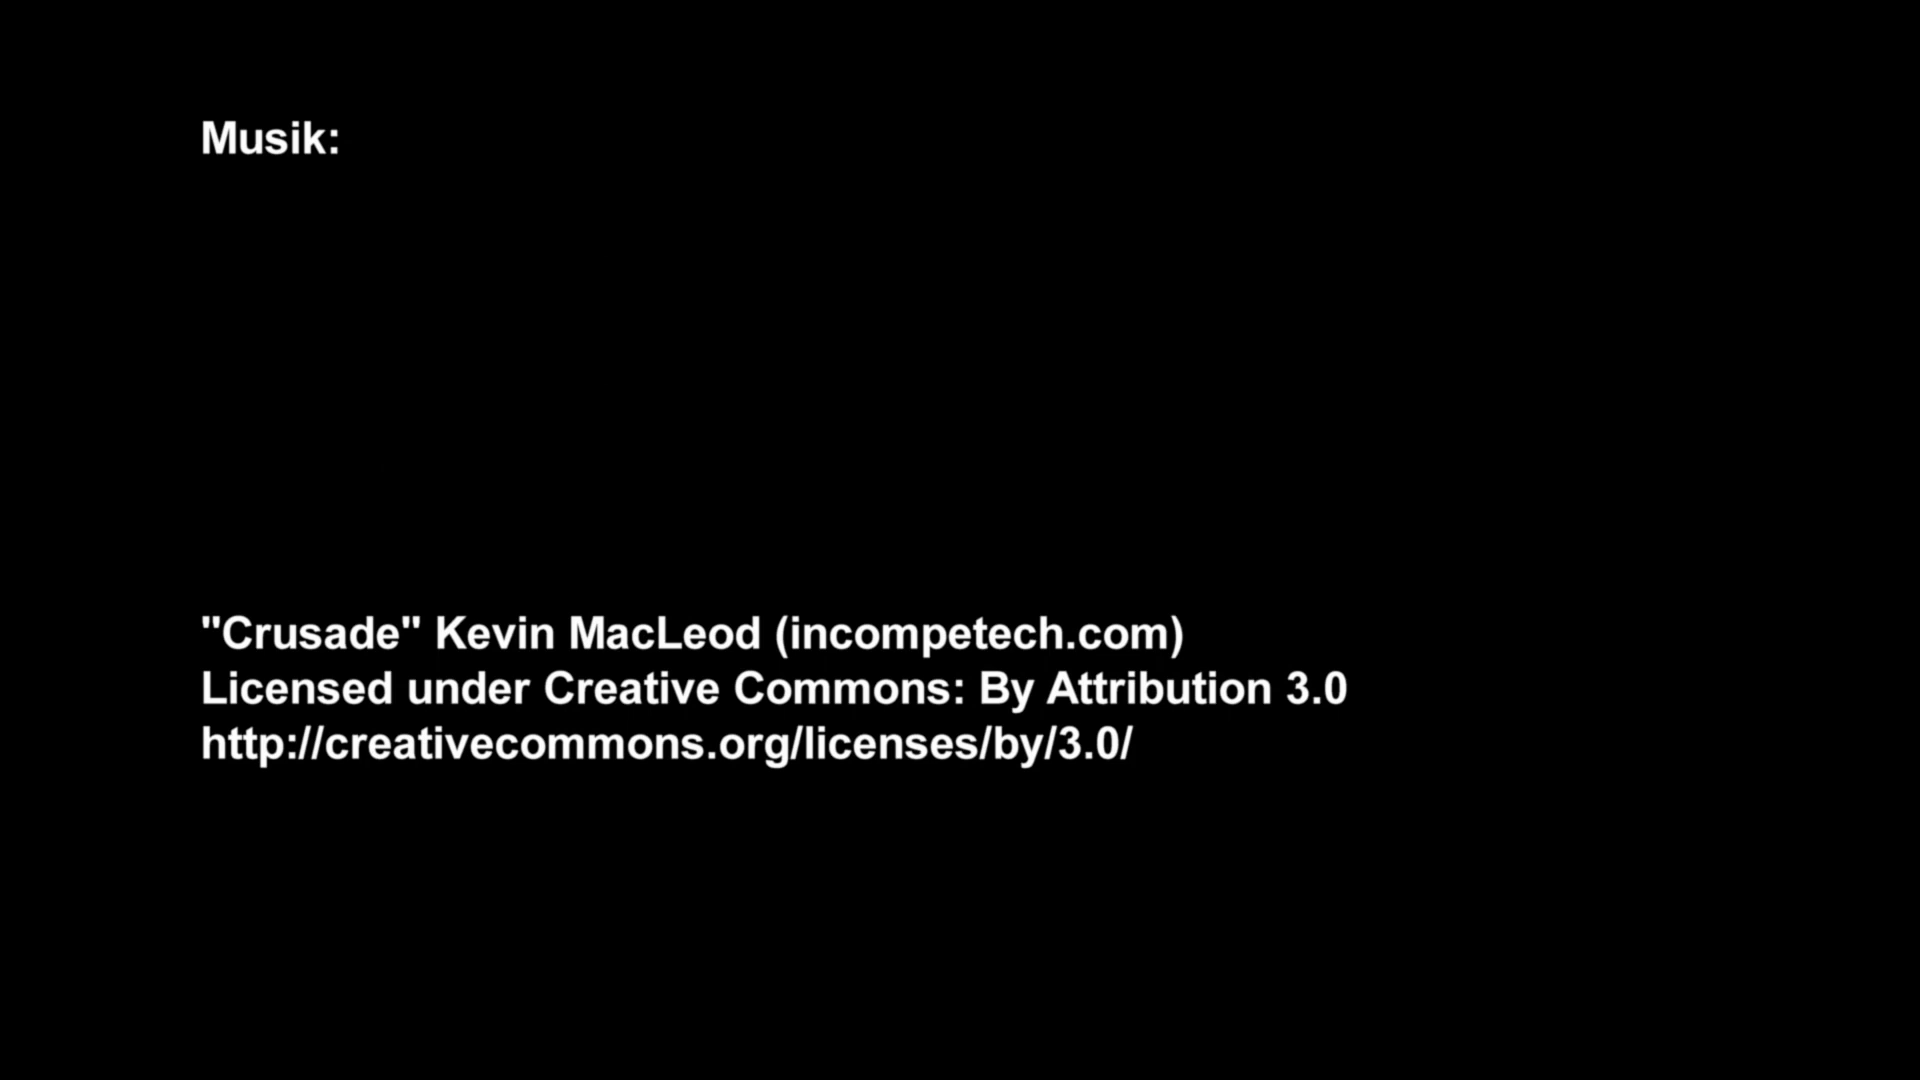 Musik:
"Crusade" Kevin MacLeod (incompetech.com)
Licensed under Creative Commons: By Attribution 3.0
http://creativecommons.org/licenses/by/3.0/